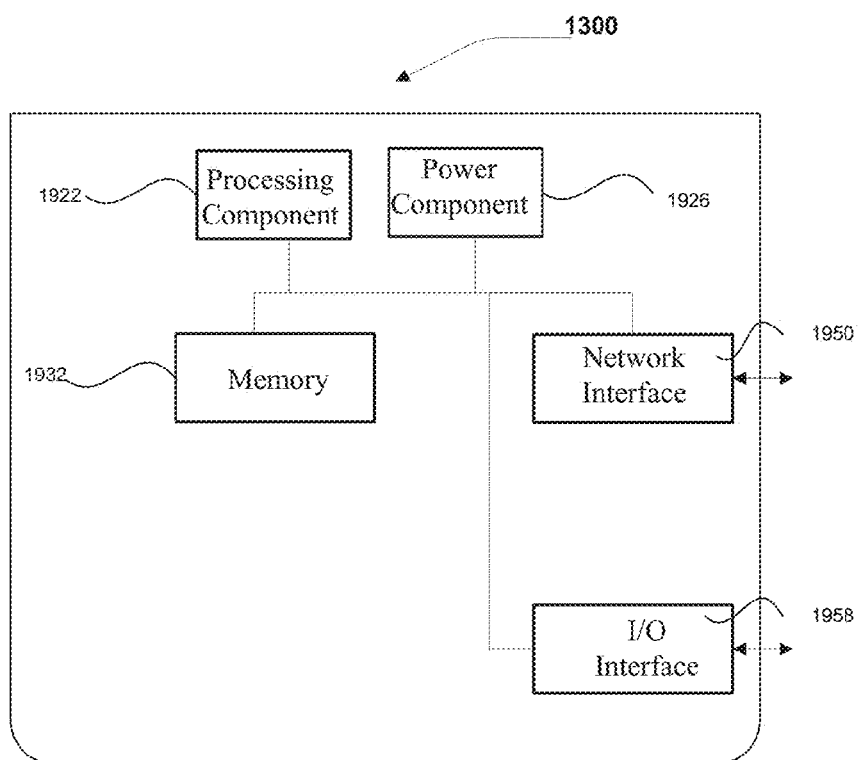 1300
Processing
Component
Power
Component
1922
1926
Memory
1932
Network
Interface
1950
I/O
Interface
1958